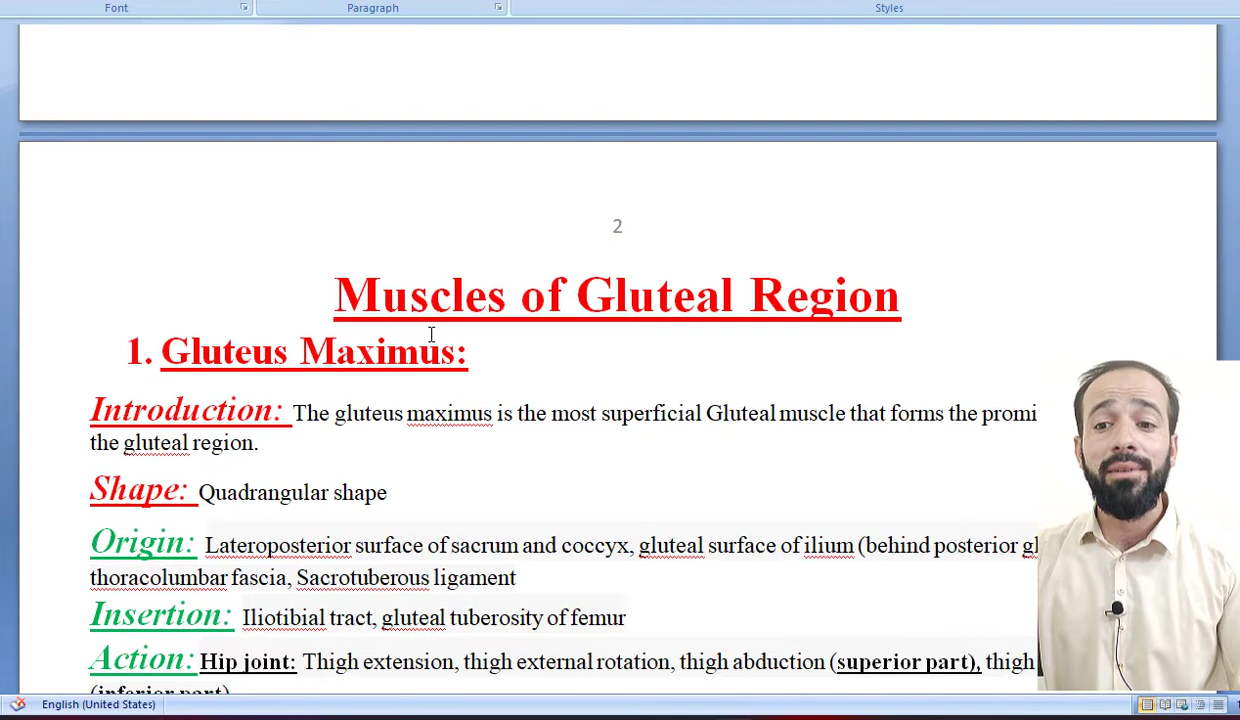 Font Paragraph Styles
2
Muscles of Gluteal Region
1. Gluteus Maximus:
Introduction: The gluteus maximus is the most superficial Gluteal muscle that forms the
the gluteal region.
Shape: Quadrangular shape
Origin: Lateroposterior surface of sacrum and coccyx, gluteal surface of ilium (behind posterior
thoracolumbar fascia, Sacrotuberous ligament
Insertion: Iliotibial tract, gluteal tuberosity of femur
Action: Hip joint: Thigh extension, thigh external rotation, thigh abduction (superior part), thigh
(inferior part)
English (United States)